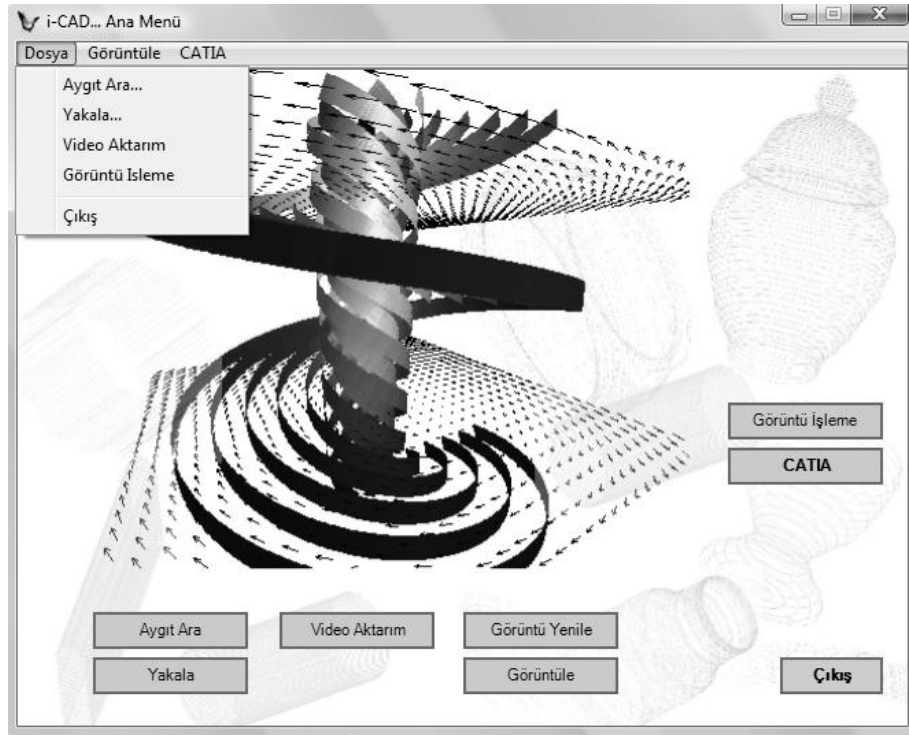 i-CAD... Ana Menü
Dosya Görüntüle CATIA
Aygıt Ara...
Yakala...
Video Aktarım
Görüntü Isleme
Çıkış
Görüntü İşleme
CATIA
Aygıt Ara Video Aktarım Görüntü Yenile
Yakala Görüntüle Çıkış